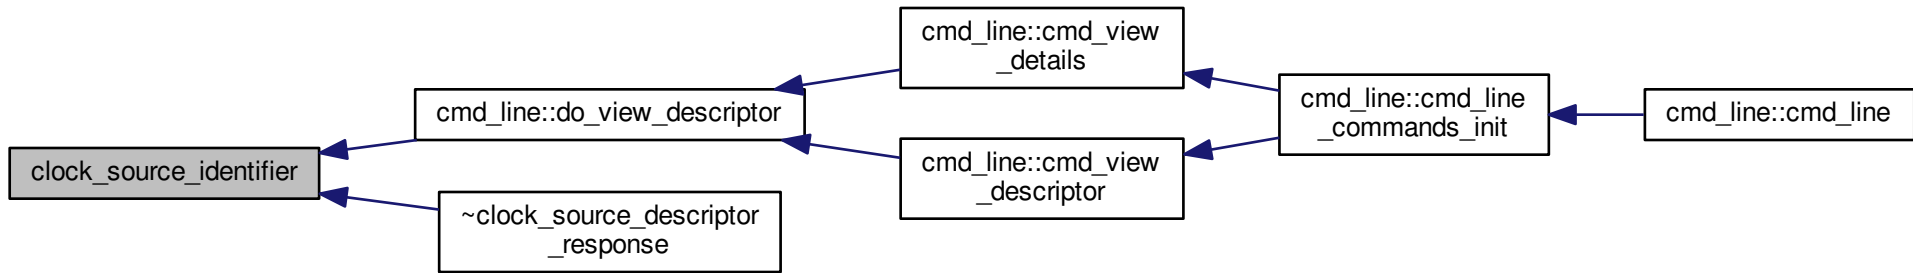 clock_source_identifier
cmd_line::do_view_descriptor
~clock_source_descriptor
_response
cmd_line::cmd_view
_details
cmd_line::cmd_view
_descriptor
cmd_line::cmd_line
_commands_init
cmd_line::cmd_line